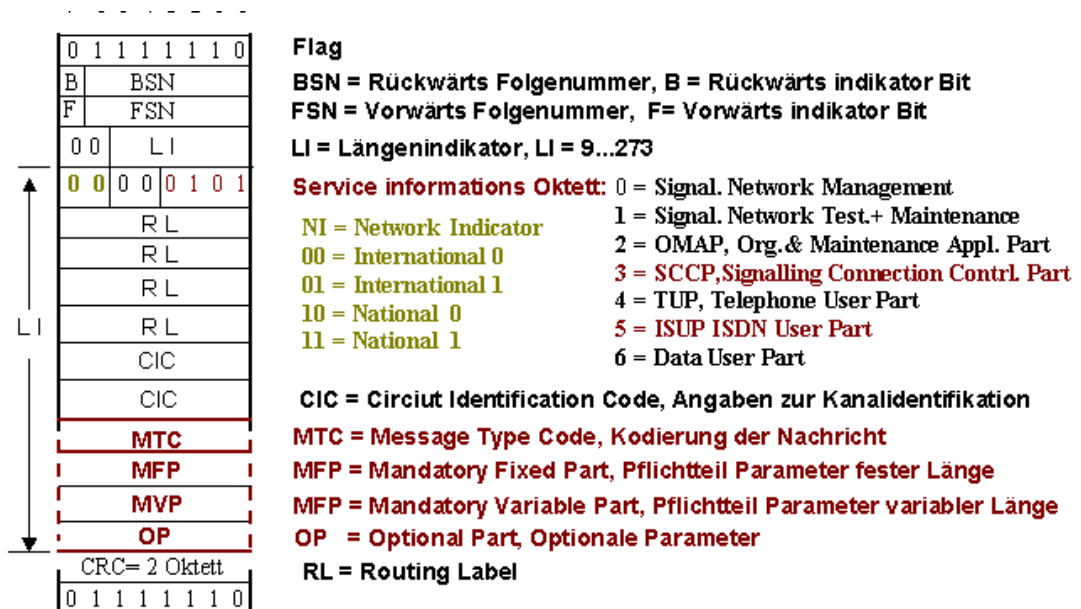 0 1 1 1 1 1 1 0 Flag
B BSN BSN = Rückwärts Folgenummer, B = Rückwärts indikator Bit
F FSN FSN = Vorwärts Folgenummer, F= Vorwärts indikator Bit
0 0 L I LI = Längenindikator, LI = 9...273
0 0 0 0 0 1 0 1 Service informations Oktett: 0 = Signal. Network Management
1 = Signal. Network Test.+ Maintenance
2 = OMAP, Org.& Maintenance Appl. Part
3 = SCCP,Signalling Connection Contrl. Part
4 = TUP, Telephone User Part
5 = ISUP ISDN User Part
6 = Data User Part
NI = Network Indicator
00 = International 0
01 = International 1
10 = National 0
11 = National 1
R L
R L
R L
R L
L I
CIC
CIC CIC = Circiut Identification Code, Angaben zur Kanalidentifikation
MTC MTC = Message Type Code, Kodierung der Nachricht
MFP MFP = Mandatory Fixed Part, Pflichtteil Parameter fester Länge
MVP MFP = Mandatory Variable Part, Pflichtteil Parameter variabler Länge
OP OP = Optional Part, Optionale Parameter
CRC= 2 Oktett RL = Routing Label
0 1 1 1 1 1 1 0